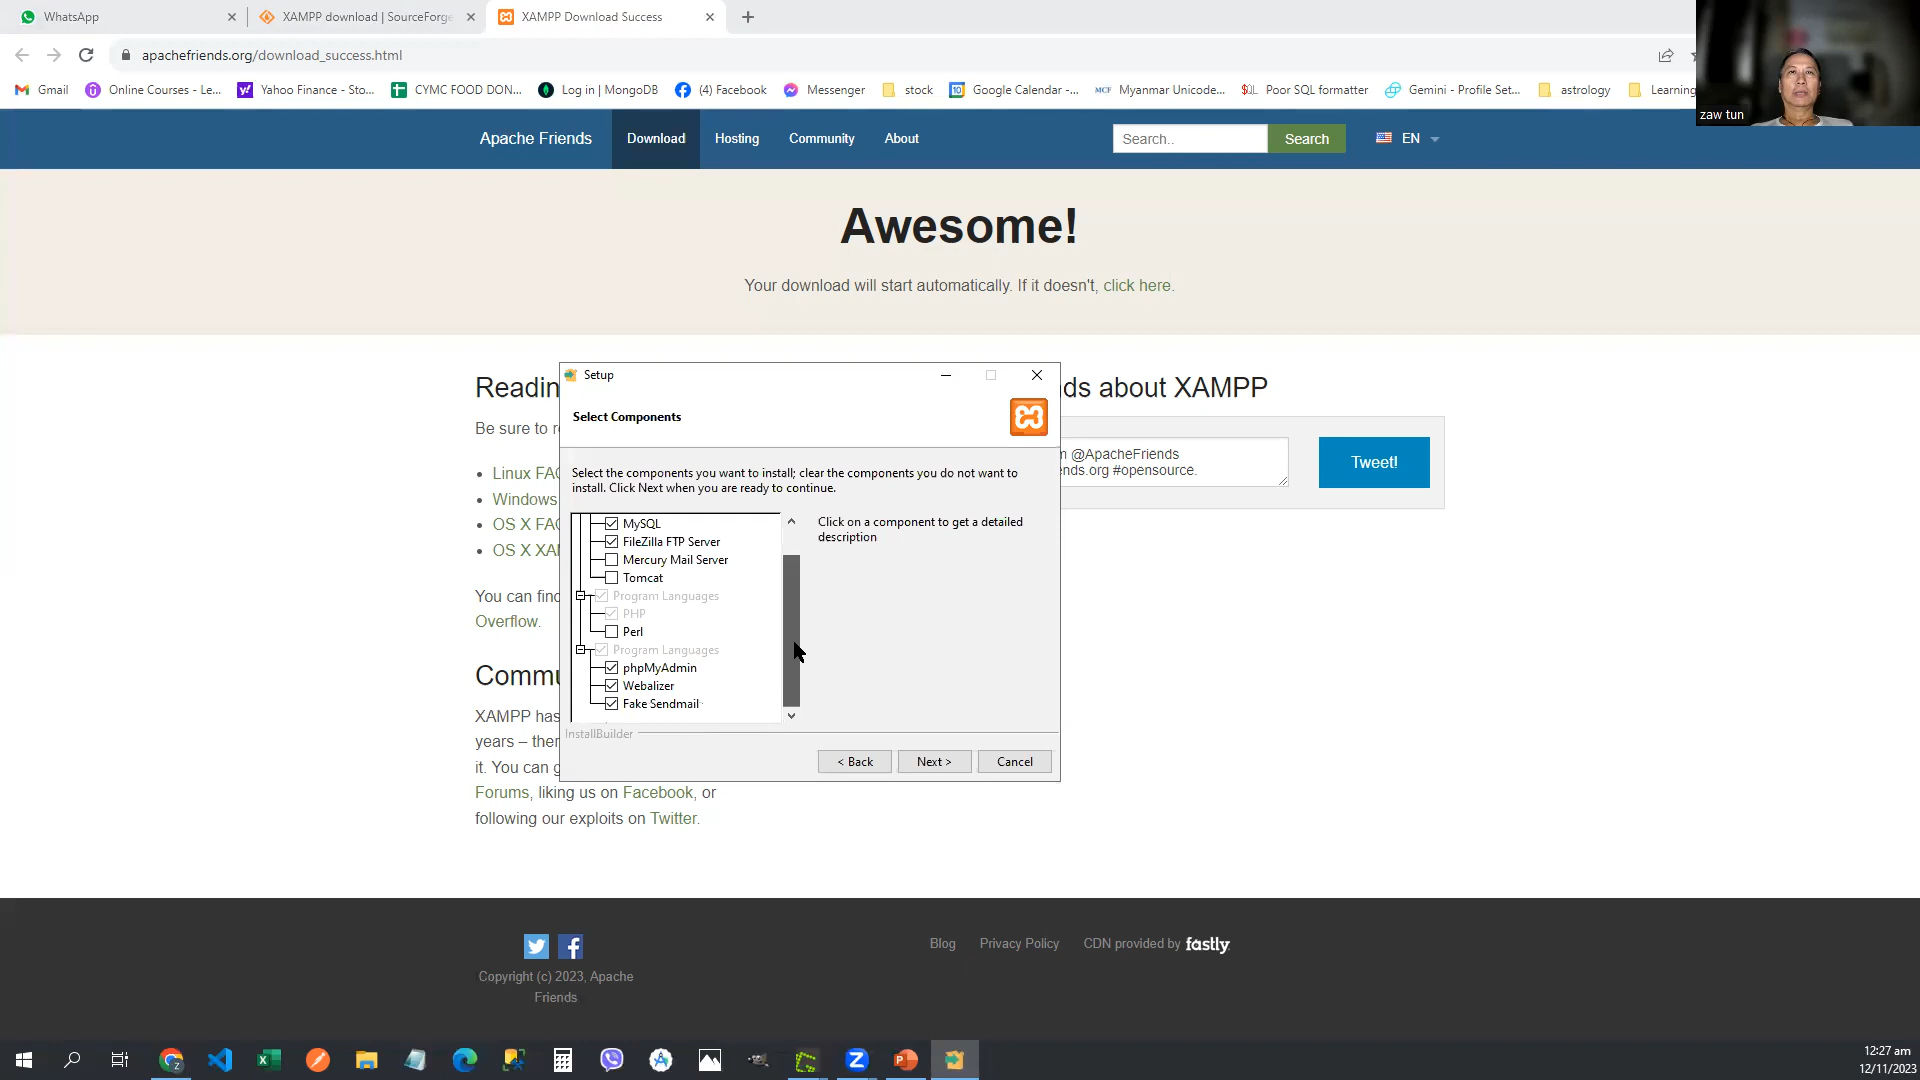 WhatsApp
XAMPP download | SourceForge
XAMPP Download Success
apachefriends.org/download_success.html
Gmail
Online Courses - Le...
Yahoo Finance - Sto...
CYMC FOOD DON...
Log in | MongoDB
(4) Facebook
Messenger
stock
Google Calendar -...
MCF
Myanmar Unicode...
Poor SQL formatter
Gemini - Profile Set...
astrology
Learning
zaw tun
Apache Friends
Download
Hosting
Community
About
Search..
Search
EN
Awesome!
Your download will start automatically. If it doesn't, click here.
Readin
ds about XAMPP
Be sure to r
Linux FA
Windows
OS X FA
OS X XA
You can fin
Overflow.
Commu
XAMPP has
years – ther
it. You can g
Forums, liking us on Facebook, or
following our exploits on Twitter.
@ApacheFriends
ends.org #opensource.
Tweet!
Setup
Select Components
Select the components you want to install; clear the components you do not want to
install. Click Next when you are ready to continue.
MySQL
FileZilla FTP Server
Mercury Mail Server
Tomcat
Program Languages
PHP
Perl
Program Languages
phpMyAdmin
Webalizer
Fake Sendmail
Click on a component to get a detailed
description
InstallBuilder
< Back
Next >
Cancel
Blog
Privacy Policy
CDN provided by fastly
Copyright (c) 2023, Apache
Friends
12:27 am
12/11/2023